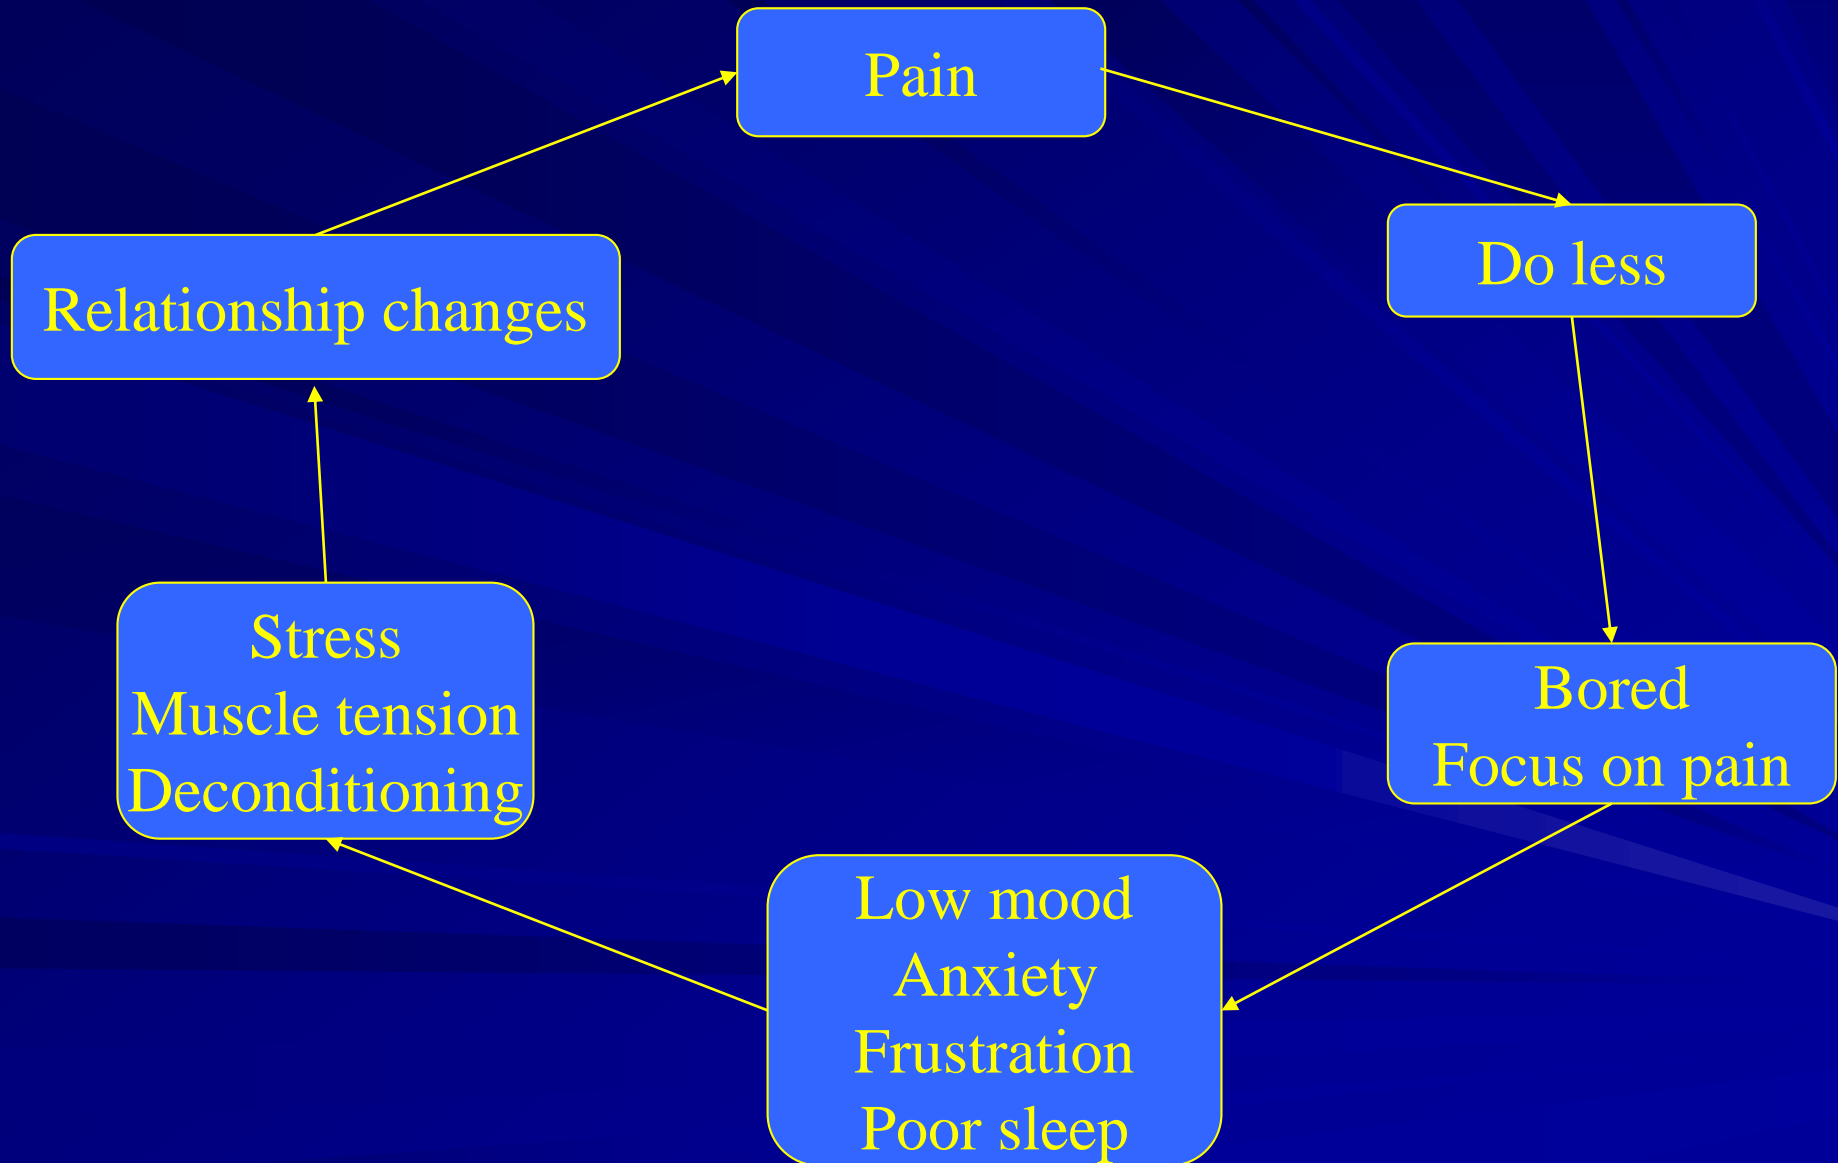 Pain
Do less
Relationship changes
Stress
Muscle tension
Deconditioning
Bored
Focus on pain
Low mood
Anxiety
Frustration
Poor sleep